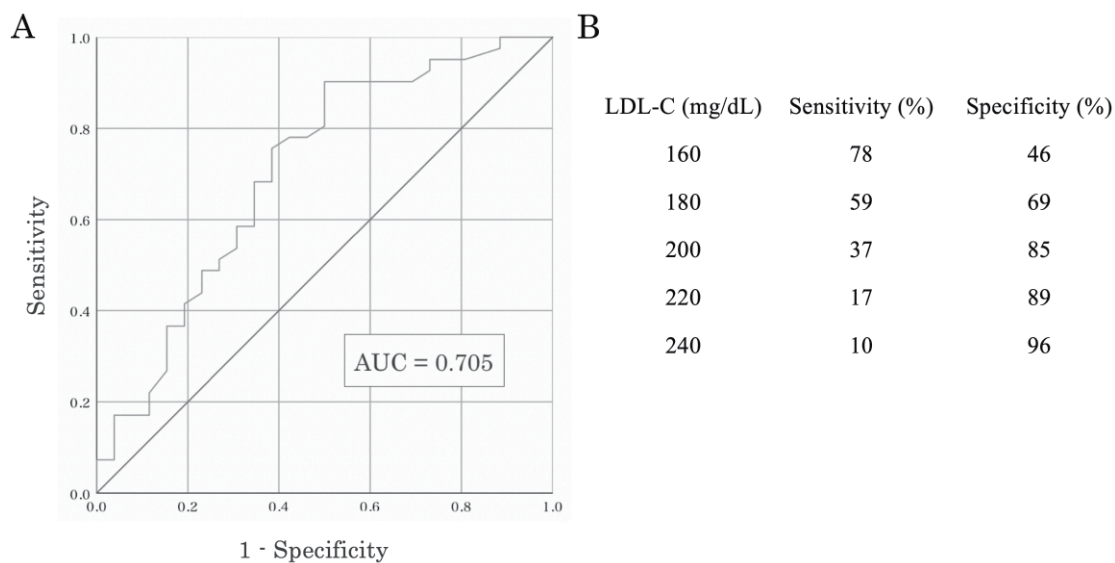 A
1.0
0.8
0.6
0.4
0.2
0.0
0.0 0.2 0.4 0.6 0.8 1.0
Sensitivity
1 - Specificity
AUC = 0.705
B
LDL-C (mg/dL) Sensitivity (%) Specificity (%)
160 78 46
180 59 69
200 37 85
220 17 89
240 10 96